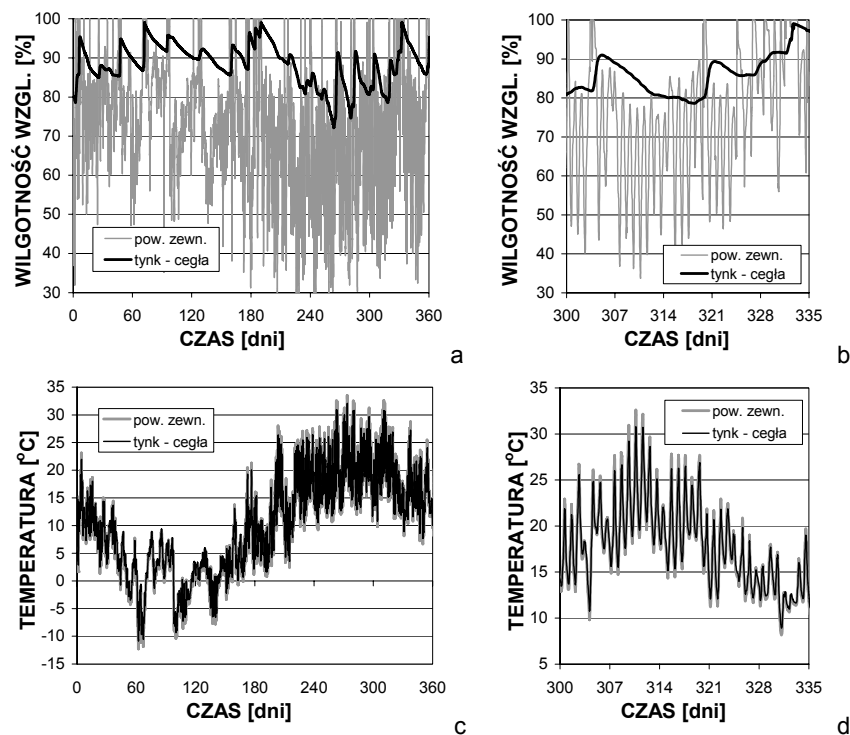 WILGOTNOŚĆ WZGL. [%]
100
90
80
70
60
50
40
30
pow. zewn.
tynk - cegła
0 60 120 180 240 300 360
CZAS [dni]
a
WILGOTNOŚĆ WZGL. [%]
100
90
80
70
60
50
40
30
pow. zewn.
tynk - cegła
300 307 314 321 328 335
CZAS [dni]
b
TEMPERATURA [°C]
35
30
25
20
15
10
5
0
-5
-10
-15
pow. zewn.
tynk - cegła
0 60 120 180 240 300 360
CZAS [dni]
c
TEMPERATURA [°C]
35
30
25
20
15
10
5
pow. zewn.
tynk - cegła
300 307 314 321 328 335
CZAS [dni]
d